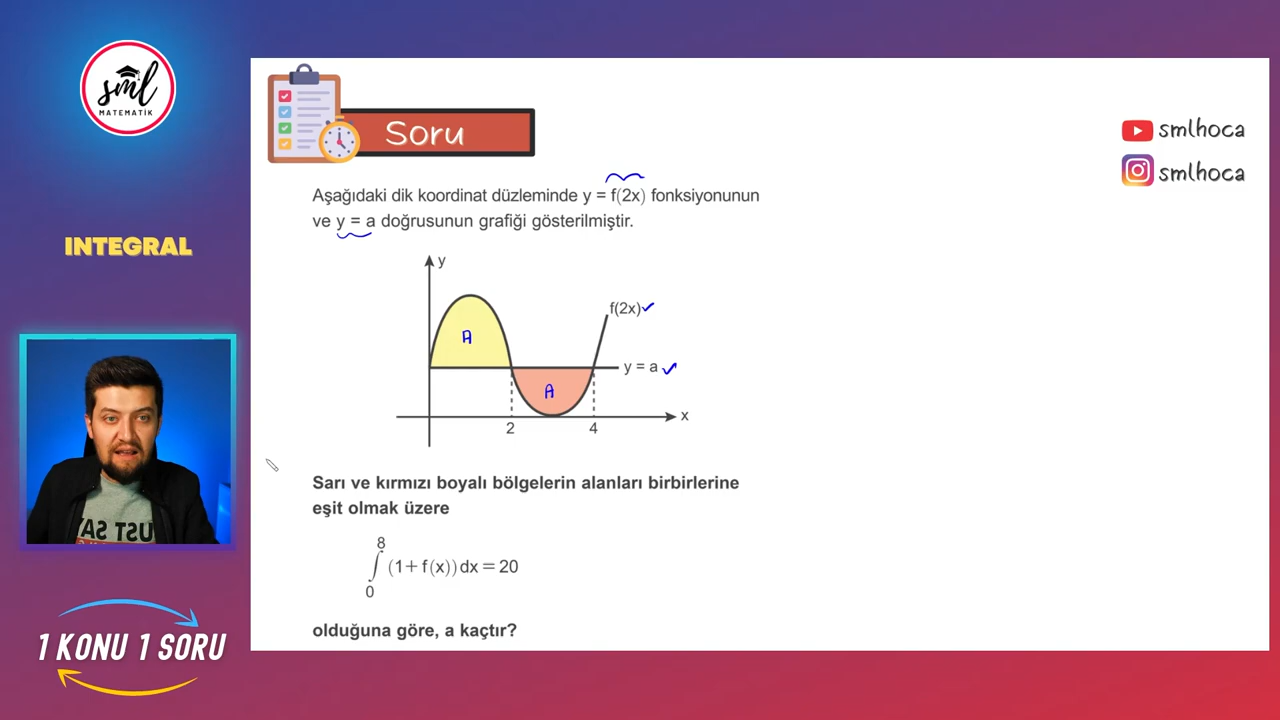 sml
MATEMATİK
Soru
smlhoca
smlhoca
Aşağıdaki dik koordinat düzleminde y = f(2x) fonksiyonunun
ve y = a doğrusunun grafiği gösterilmiştir.
INTEGRAL
y
f(2x)
A
y = a
A
x
2
4
Sarı ve kırmızı boyalı bölgelerin alanları birbirlerine
eşit olmak üzere
8
∫ (1+f(x))dx=20
0
olduğuna göre, a kaçtır?
1 KONU 1 SORU